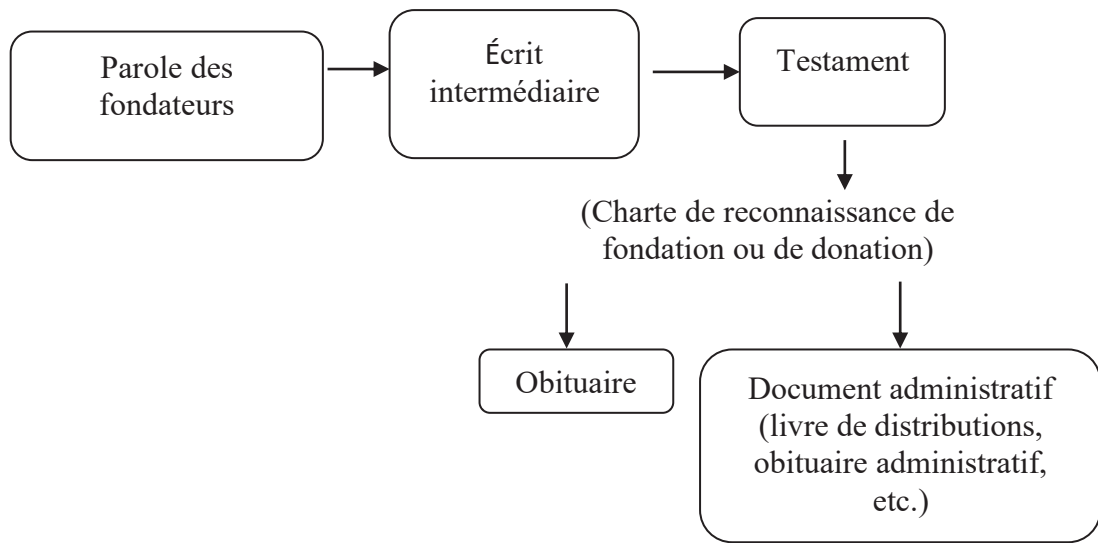 Parole des
fondateurs
Écrit
intermédiaire
Testament
(Charte de reconnaissance de
fondation ou de donation)
Obituaire
Document administratif
(livre de distributions,
obituaire administratif,
etc.)